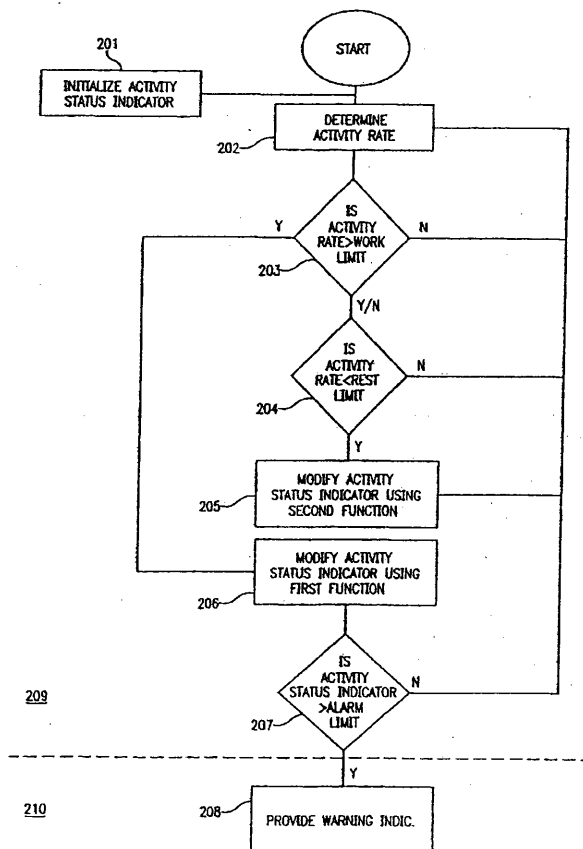 201
START
INITIALIZE ACTIVITY
STATUS INDICATOR
DETERMINE
ACTIVITY RATE
202
Y
IS
ACTIVITY
RATE>WORK
LIMIT
N
203
Y/N
IS
ACTIVITY
RATE<REST
LIMIT
N
204
Y
MODIFY ACTIVITY
STATUS INDICATOR USING
SECOND FUNCTION
205
MODIFY ACTIVITY
STATUS INDICATOR USING
FIRST FUNCTION
206
IS
ACTIVITY
STATUS INDICATOR
>ALARM
LIMIT
N
207
209
Y
210
208
PROVIDE WARNING INDIC.